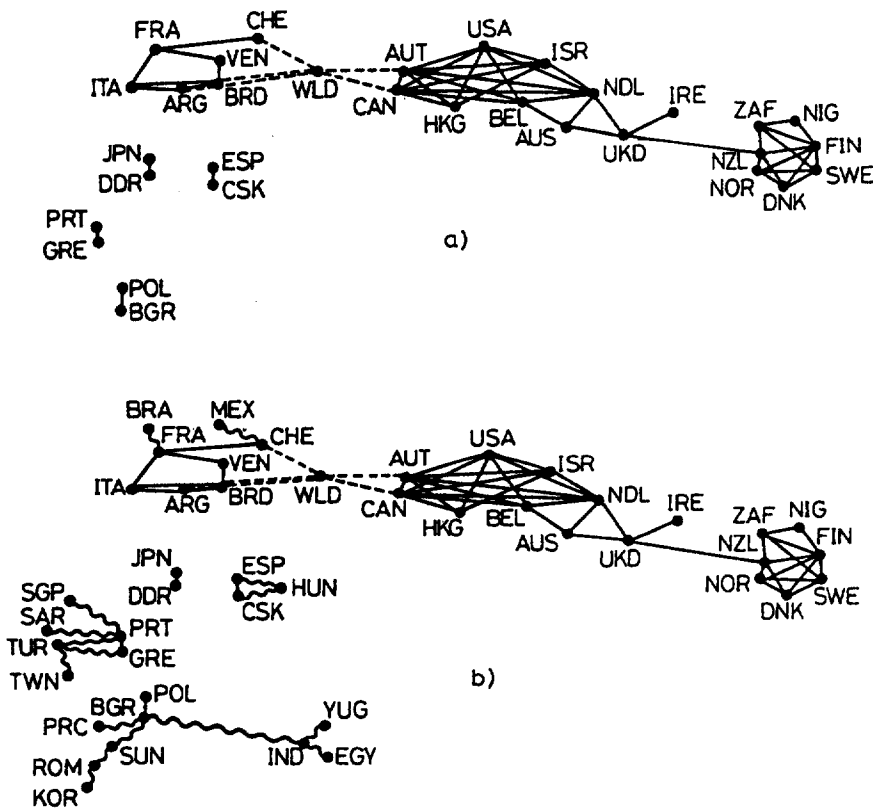 CHE
USA
FRA
VEN
AUT
ISR
ITA
ARG
BRD
WLD
CAN
HKG
BEL
NDL
IRE
AUS
UKD
ZAF
NIG
NZL
FIN
NOR
SWE
DNK
JPN
ESP
DDR
CSK
PRT
GRE
a)
POL
BGR
BRA
MEX
FRA
CHE
USA
VEN
AUT
ISR
ITA
ARG
BRD
WLD
CAN
HKG
BEL
NDL
IRE
AUS
UKD
ZAF
NIG
NZL
FIN
NOR
SWE
DNK
JPN
ESP
SGP
DDR
CSK
HUN
SAR
PRT
TUR
GRE
TWN
b)
POL
BGR
YUG
PRC
SUN
IND
EGY
ROM
KOR